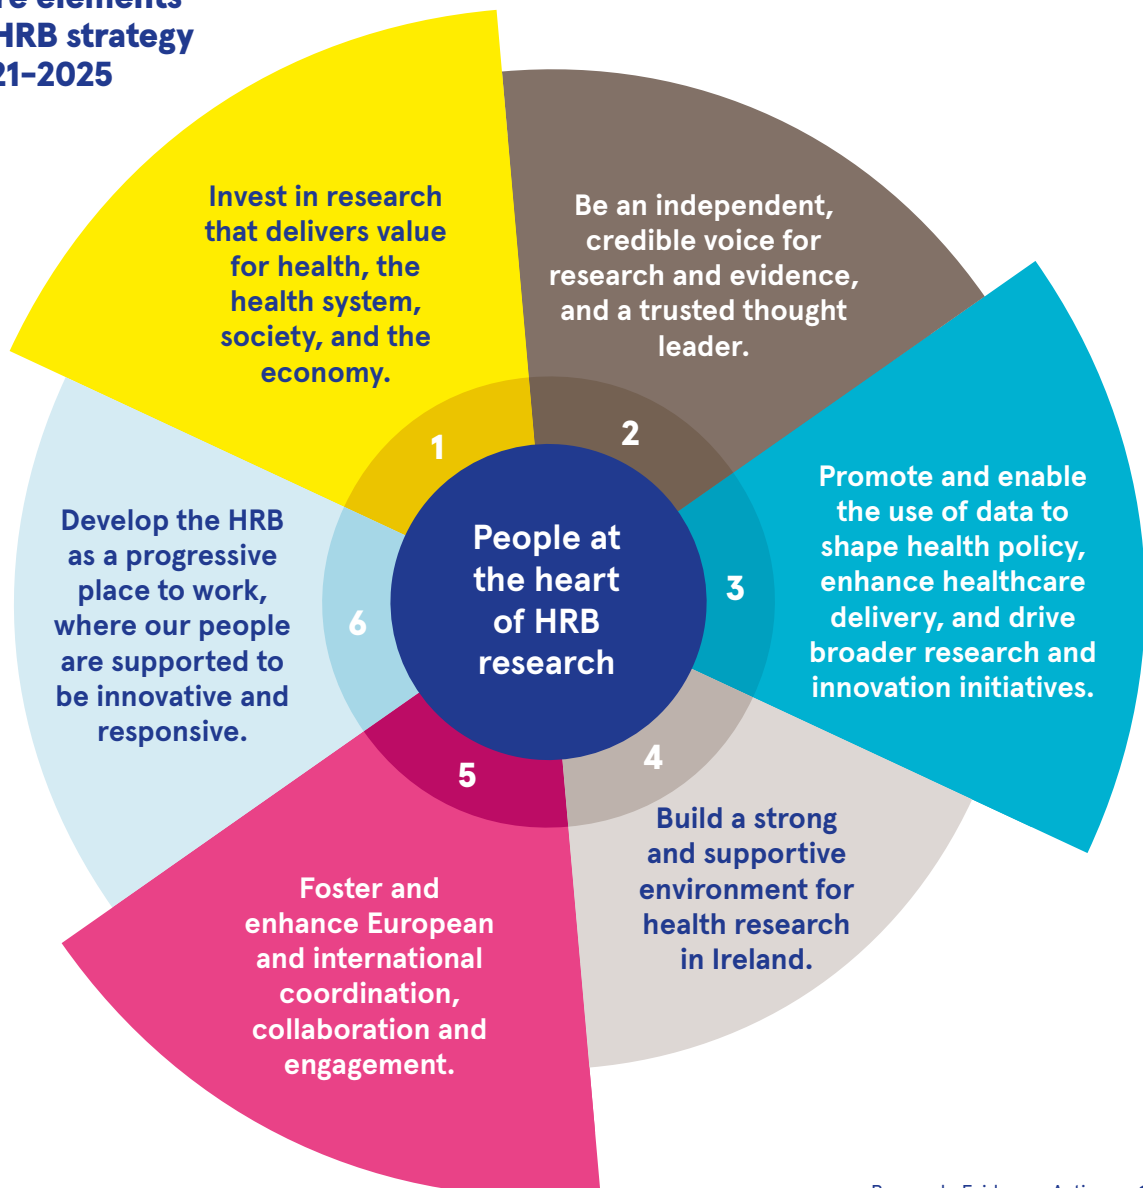 elements
HRB strategy
21–2025
Invest in research
that delivers value
for health, the
health system,
society, and the
economy.
1
Be an independent,
credible voice for
research and evidence,
and a trusted thought
leader.
2
Promote and enable
the use of data to
shape health policy,
enhance healthcare
delivery, and drive
broader research and
innovation initiatives.
3
Build a strong
and supportive
environment for
health research
in Ireland.
4
Foster and
enhance European
and international
coordination,
collaboration and
engagement.
5
Develop the HRB
as a progressive
place to work,
where our people
are supported to
be innovative and
responsive.
6
People at
the heart
of HRB
research